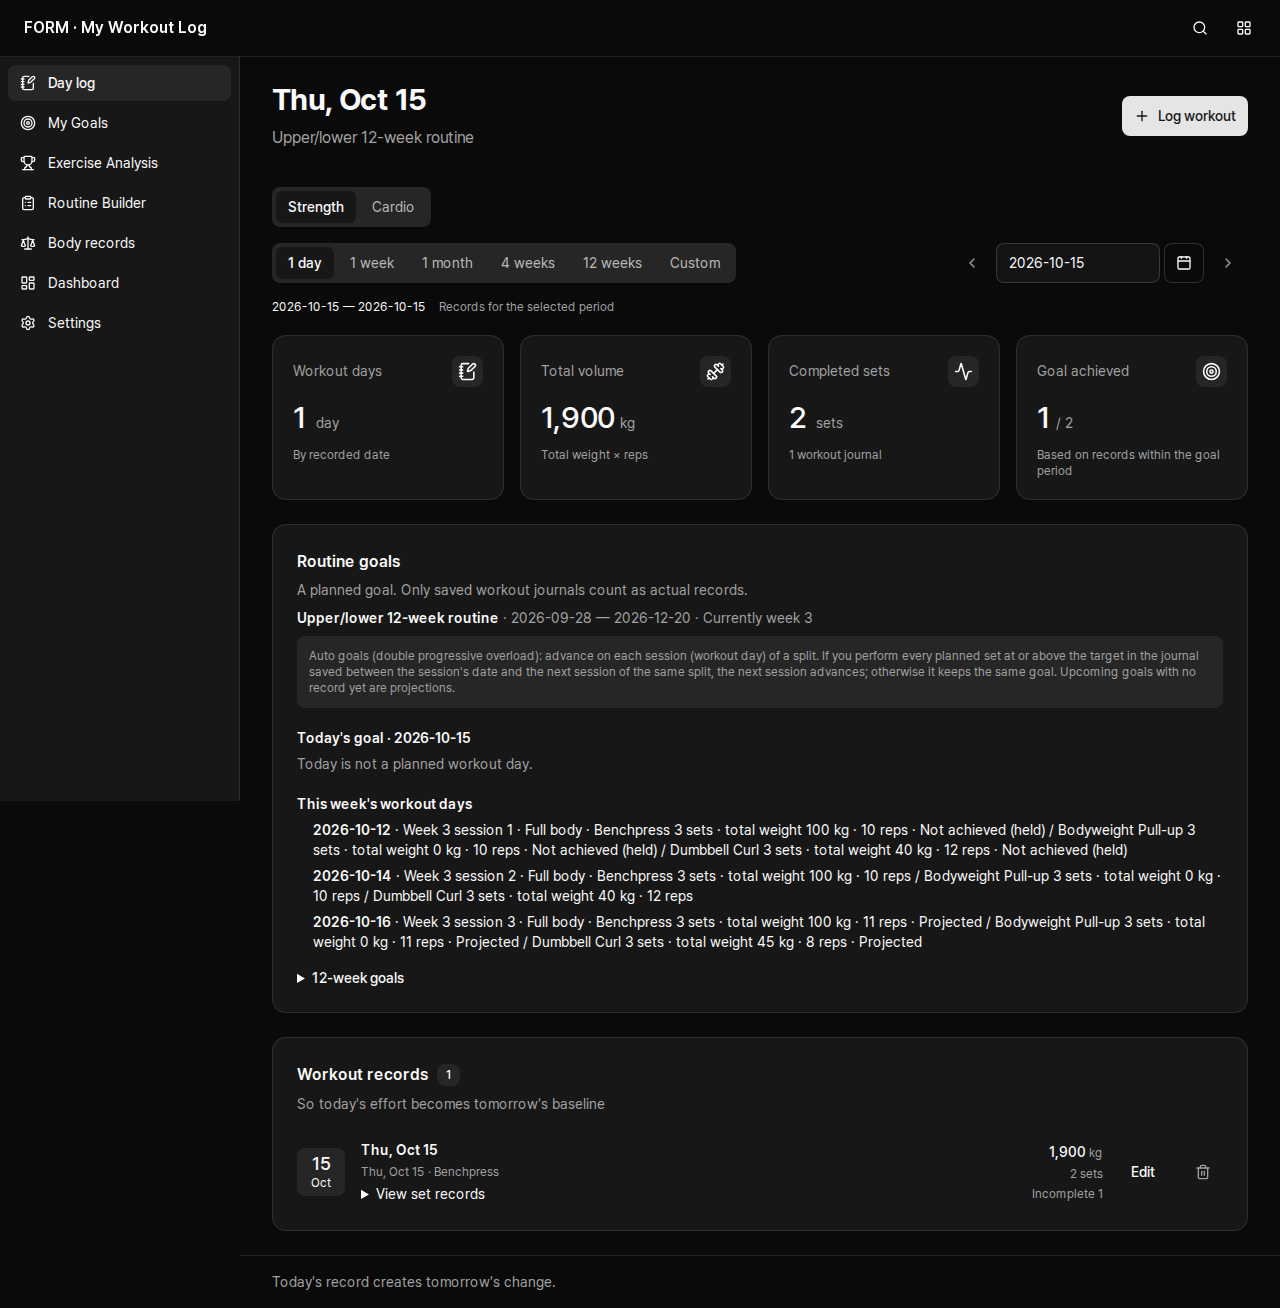 FORM · My Workout Log
Day log
My Goals
Exercise Analysis
Routine Builder
Body records
Dashboard
Settings
Thu, Oct 15
Upper/lower 12-week routine
Log workout
Strength Cardio
1 day 1 week 1 month 4 weeks 12 weeks Custom
2026-10-15
2026-10-15 — 2026-10-15 Records for the selected period
Workout days
1 day
By recorded date
Total volume
1,900 kg
Total weight × reps
Completed sets
2 sets
1 workout journal
Goal achieved
1 / 2
Based on records within the goal
period
Routine goals
A planned goal. Only saved workout journals count as actual records.
Upper/lower 12-week routine · 2026-09-28 — 2026-12-20 · Currently week 3
Auto goals (double progressive overload): advance on each session (workout day) of a split. If you perform every planned set at or above the target in the journal
saved between the session's date and the next session of the same split, the next session advances; otherwise it keeps the same goal. Upcoming goals with no
record yet are projections.
Today's goal · 2026-10-15
Today is not a planned workout day.
This week's workout days
2026-10-12 · Week 3 session 1 · Full body · Benchpress 3 sets · total weight 100 kg · 10 reps · Not achieved (held) / Bodyweight Pull-up 3
sets · total weight 0 kg · 10 reps · Not achieved (held) / Dumbbell Curl 3 sets · total weight 40 kg · 12 reps · Not achieved (held)
2026-10-14 · Week 3 session 2 · Full body · Benchpress 3 sets · total weight 100 kg · 10 reps / Bodyweight Pull-up 3 sets · total weight 0 kg ·
10 reps / Dumbbell Curl 3 sets · total weight 40 kg · 12 reps
2026-10-16 · Week 3 session 3 · Full body · Benchpress 3 sets · total weight 100 kg · 11 reps · Projected / Bodyweight Pull-up 3 sets · total
weight 0 kg · 11 reps · Projected / Dumbbell Curl 3 sets · total weight 45 kg · 8 reps · Projected
12-week goals
Workout records 1
So today's effort becomes tomorrow's baseline
15
Oct
Thu, Oct 15
Thu, Oct 15 · Benchpress
View set records
1,900 kg
2 sets
Incomplete 1
Edit
Today's record creates tomorrow's change.